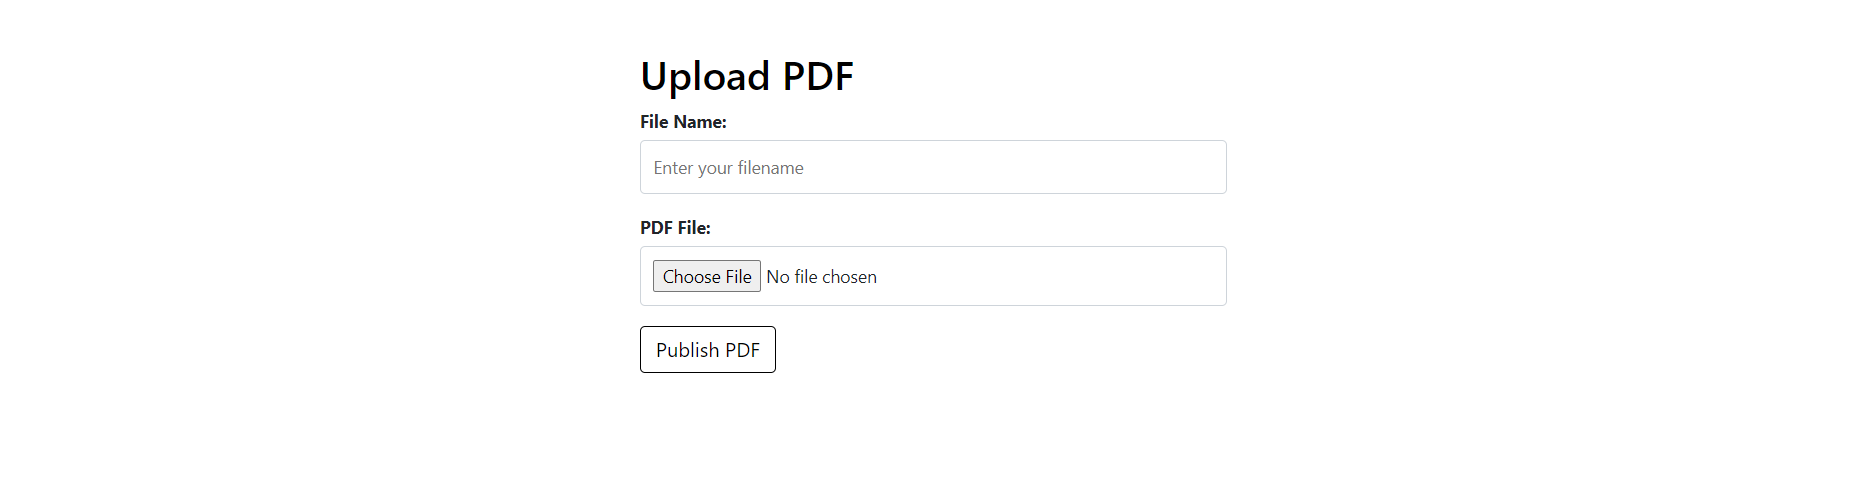 Upload PDF
File Name:
Enter your filename
PDF File:
Choose File No file chosen
Publish PDF